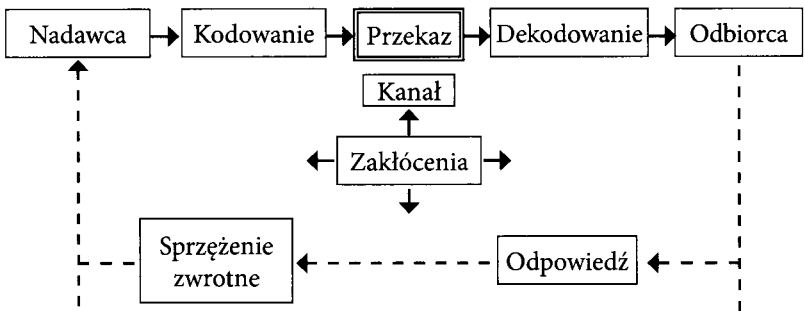 Nadawca
Kodowanie
Przekaz
Dekodowanie
Odbiorca
Kanał
Zakłócenia
Sprzężenie
zwrotne
Odpowiedź